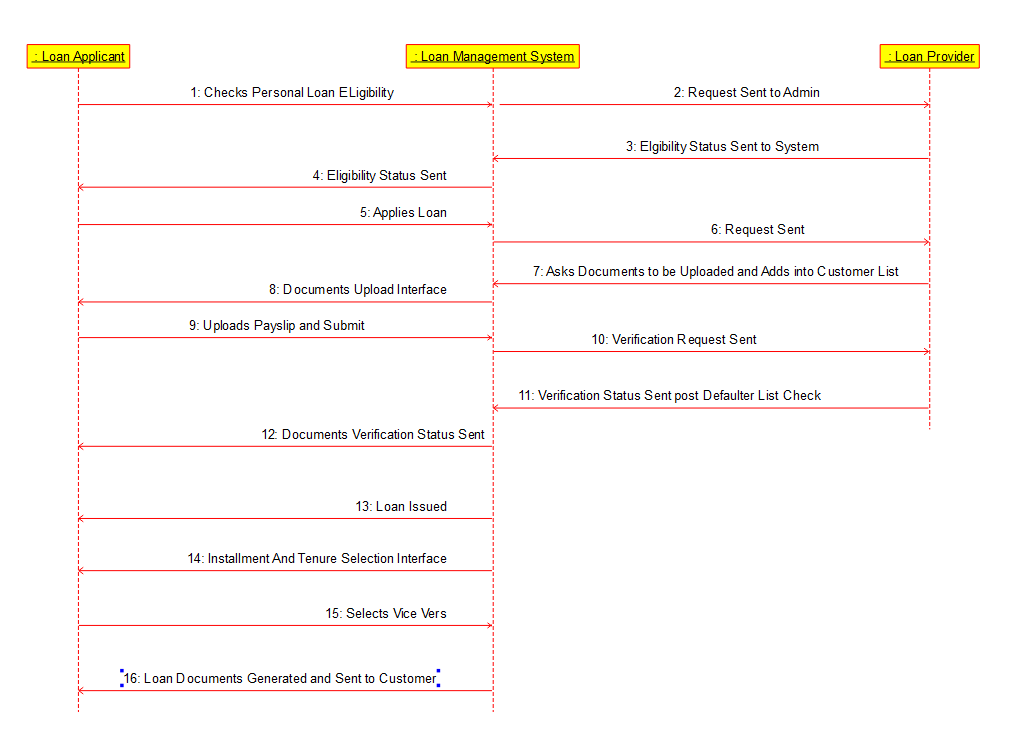 : Loan Applicant
: Loan Management System
: Loan Provider
1: Checks Personal Loan ELigibility
2: Request Sent to Admin
3: Elgibility Status Sent to System
4: Eligibility Status Sent
5: Applies Loan
6: Request Sent
7: Asks Documents to be Uploaded and Adds into Customer List
8: Documents Upload Interface
9: Uploads Payslip and Submit
10: Verification Request Sent
11: Verification Status Sent post Defaulter List Check
12: Documents Verification Status Sent
13: Loan Issued
14: Installment And Tenure Selection Interface
15: Selects Vice Vers
16: Loan Documents Generated and Sent to Customer